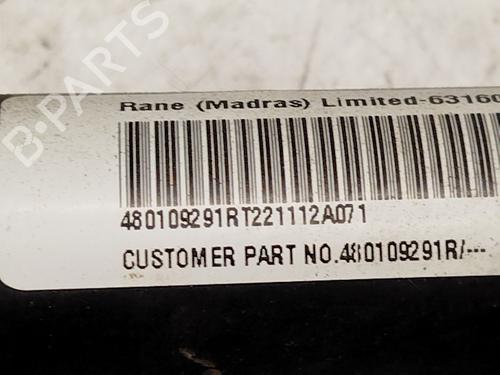 Rane (Madras) Limited-63160
480109291RT221112A071
CUSTOMER PART NO.480109291R/---
B-PARTS